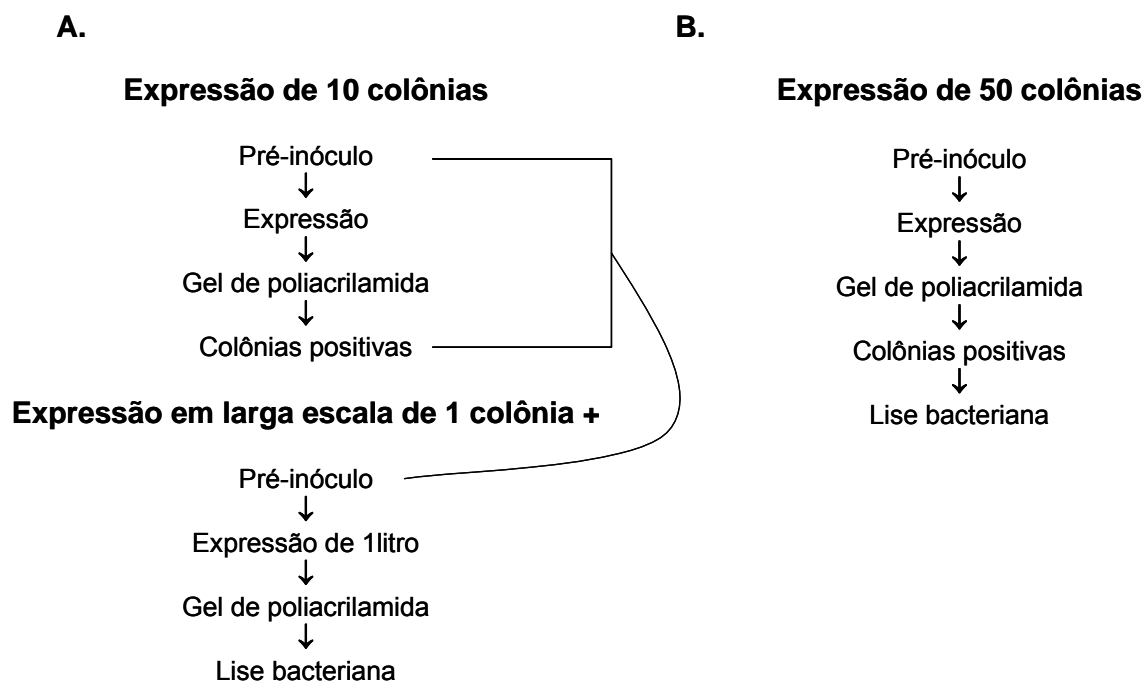 A.
Expressão de 10 colônias
Pré-inóculo
Expressão
Gel de poliacrilamida
Colônias positivas
Expressão em larga escala de 1 colônia +
Pré-inóculo
Expressão de 1litro
Gel de poliacrilamida
Lise bacteriana
B.
Expressão de 50 colônias
Pré-inóculo
Expressão
Gel de poliacrilamida
Colônias positivas
Lise bacteriana